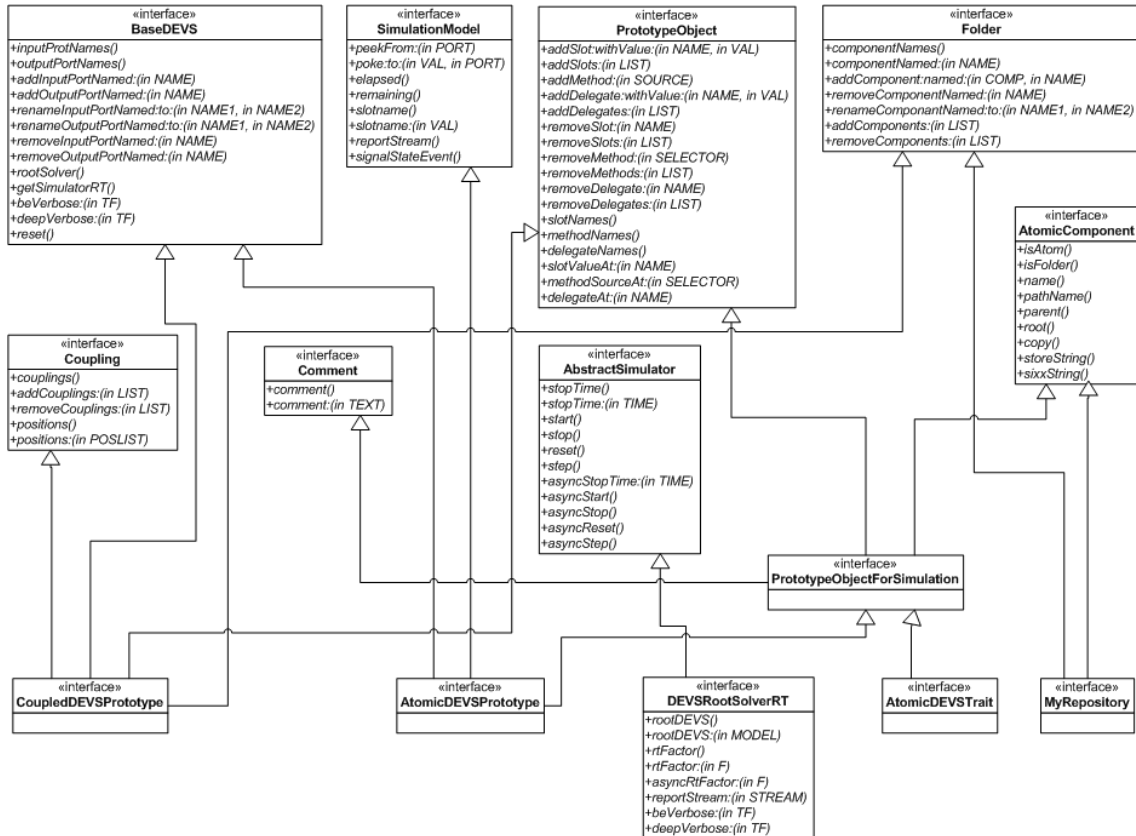 «interface»
BaseDEVS
+inputProtNames()
+outputPortNames()
+addInputPortNamed:(in NAME)
+addOutputPortNamed:(in NAME)
+renameInputPortNamed:to:(in NAME1, in NAME2)
+renameOutputPortNamed:to:(in NAME1, in NAME2)
+removeInputPortNamed:(in NAME)
+removeOutputPortNamed:(in NAME)
+rootSolver()
+getSimulatorRT()
+beVerbose:(in TF)
+deepVerbose:(in TF)
+reset()
«interface»
SimulationModel
+peekFrom:(in PORT)
+poke:to:(in VAL, in PORT)
+elapsed()
+remaining()
+slotname()
+slotname:(in VAL)
+reportStream()
+signalStateEvent()
«interface»
PrototypeObject
+addSlot:withValue:(in NAME, in VAL)
+addSlots:(in LIST)
+addMethod:(in SOURCE)
+addDelegate:withValue:(in NAME, in VAL)
+addDelegates:(in LIST)
+removeSlot:(in NAME)
+removeSlots:(in LIST)
+removeMethod:(in SELECTOR)
+removeMethods:(in LIST)
+removeDelegate:(in NAME)
+removeDelegates:(in LIST)
+slotNames()
+methodNames()
+delegateNames()
+slotValueAt:(in NAME)
+methodSourceAt:(in SELECTOR)
+delegateAt:(in NAME)
«interface»
Folder
+componentNames()
+componentNamed:(in NAME)
+addComponent:named:(in COMP, in NAME)
+removeComponentNamed:(in NAME)
+renameComponantNamed:to:(in NAME1, in NAME2)
+addComponents:(in LIST)
+removeComponents:(in LIST)
«interface»
AtomicComponent
+isAtom()
+isFolder()
+name()
+pathName()
+parent()
+root()
+copy()
+storeString()
+sixxString()
«interface»
Coupling
+couplings()
+addCouplings:(in LIST)
+removeCouplings:(in LIST)
+positions()
+positions:(in POSLIST)
«interface»
Comment
+comment()
+comment:(in TEXT)
«interface»
AbstractSimulator
+stopTime()
+stopTime:(in TIME)
+start()
+stop()
+reset()
+step()
+asyncStopTime:(in TIME)
+asyncStart()
+asyncStop()
+asyncReset()
+asyncStep()
«interface»
PrototypeObjectForSimulation
«interface»
CoupledDEVSPrototype
«interface»
AtomicDEVSPrototype
«interface»
DEVSRootSolverRT
+rootDEVS()
+rootDEVS:(in MODEL)
+rtFactor()
+rtFactor:(in F)
+asyncRtFactor:(in F)
+reportStream:(in STREAM)
+beVerbose:(in TF)
+deepVerbose:(in TF)
«interface»
AtomicDEVSTrait
«interface»
MyRepository